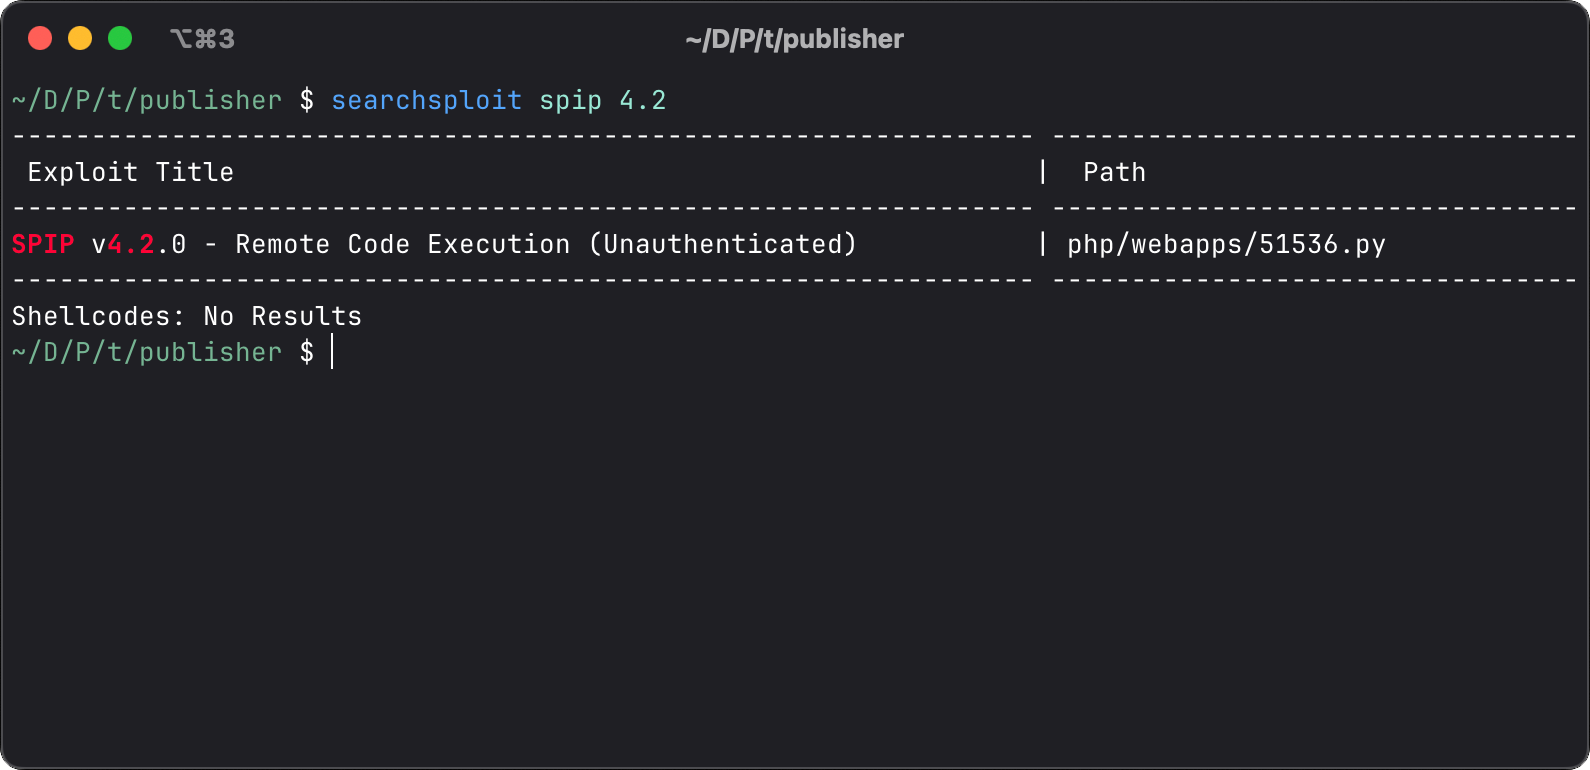 ⌥⌘3 ~/D/P/t/publisher
~/D/P/t/publisher $ searchsploit spip 4.2
---------------------------------------------------------------- ---------------------------------
 Exploit Title                                                  |  Path
---------------------------------------------------------------- ---------------------------------
SPIP v4.2.0 - Remote Code Execution (Unauthenticated)           | php/webapps/51536.py
---------------------------------------------------------------- ---------------------------------
Shellcodes: No Results
~/D/P/t/publisher $